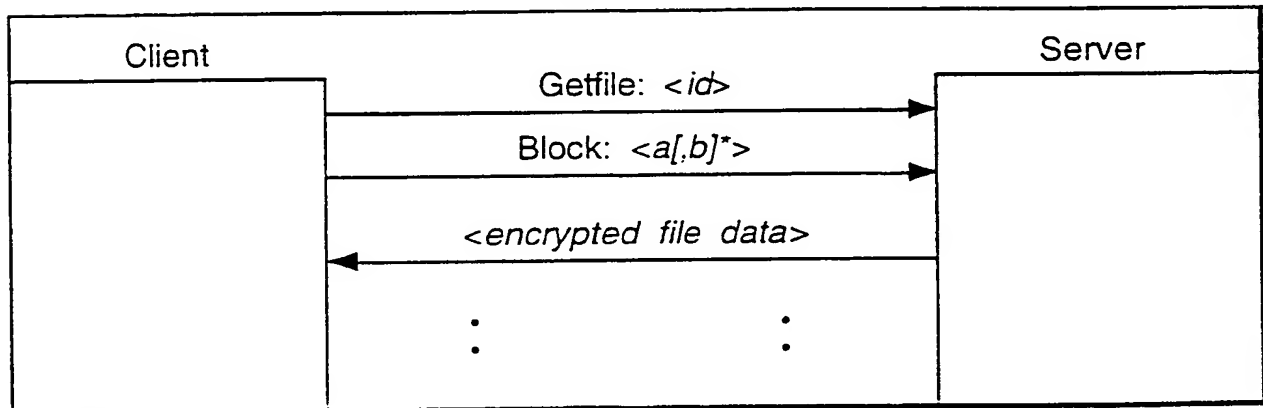 Client
Server
Getfile: <id>
Block: <a[,b]*>
<encrypted file data>